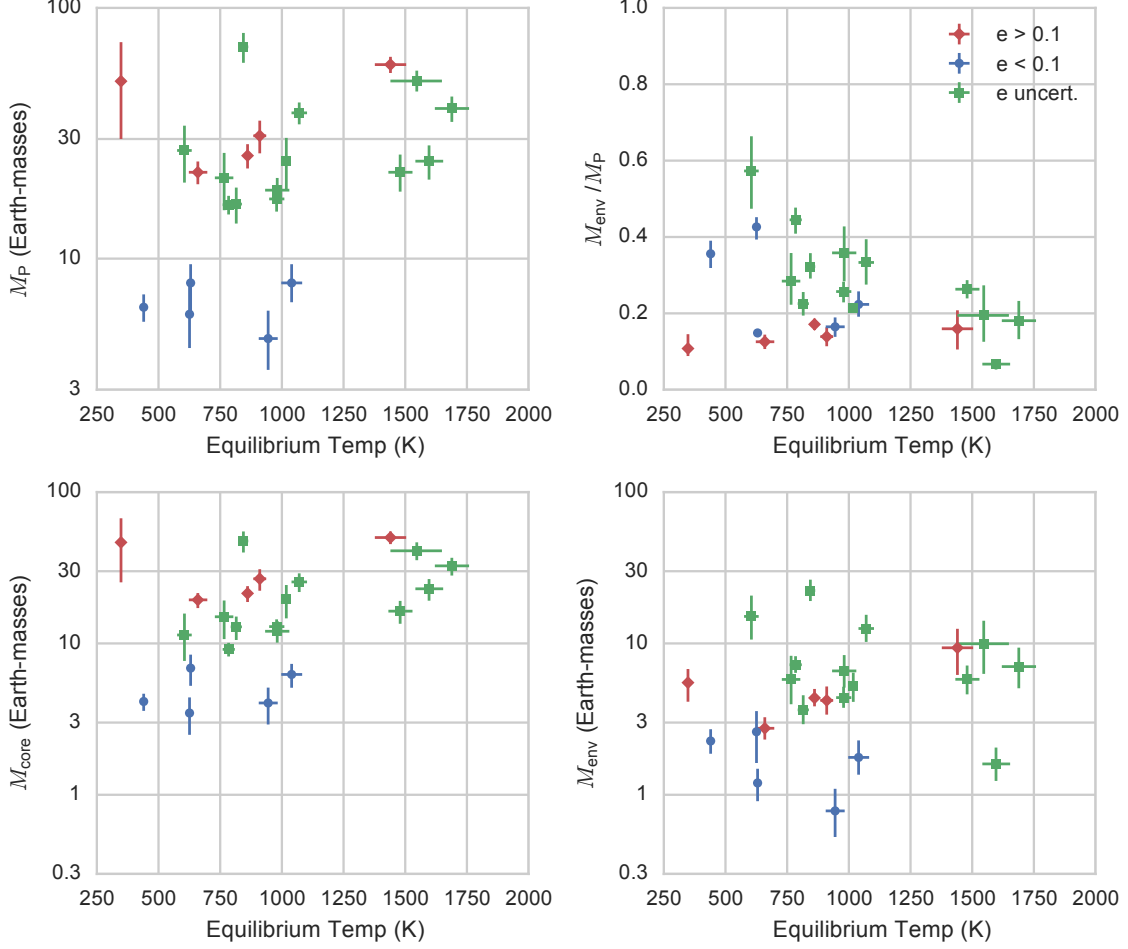 100
30
10
3
M_P (Earth-masses)
250 500 750 1000 1250 1500 1750 2000
Equilibrium Temp (K)
1.0
0.8
0.6
0.4
0.2
0.0
M_env / M_P
e > 0.1
e < 0.1
e uncert.
250 500 750 1000 1250 1500 1750 2000
Equilibrium Temp (K)
100
30
10
3
1
0.3
M_core (Earth-masses)
250 500 750 1000 1250 1500 1750 2000
Equilibrium Temp (K)
100
30
10
3
1
0.3
M_env (Earth-masses)
250 500 750 1000 1250 1500 1750 2000
Equilibrium Temp (K)